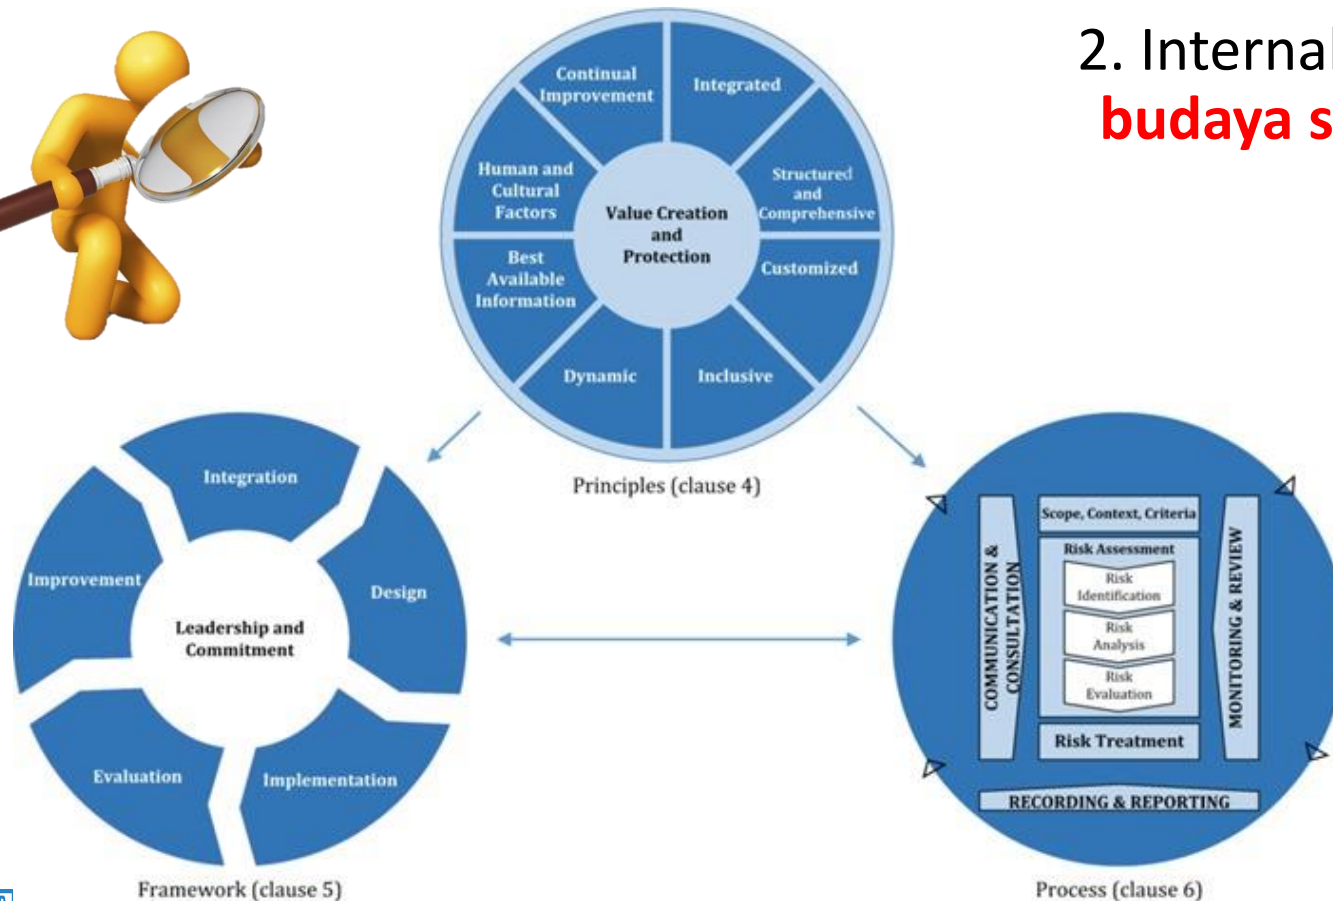 2. Internal
budaya s
Continual
Improvement
Integrated
Structured
and
Comprehensive
Customized
Inclusive
Dynamic
Best
Available
Information
Human and
Cultural
Factors
Value Creation
and
Protection
Principles (clause 4)
Integration
Design
Implementation
Evaluation
Improvement
Leadership and
Commitment
Framework (clause 5)
Scope, Context, Criteria
Risk Assessment
Risk
Identification
Risk
Analysis
Risk
Evaluation
Risk Treatment
COMMUNICATION &
CONSULTATION
MONITORING & REVIEW
RECORDING & REPORTING
Process (clause 6)